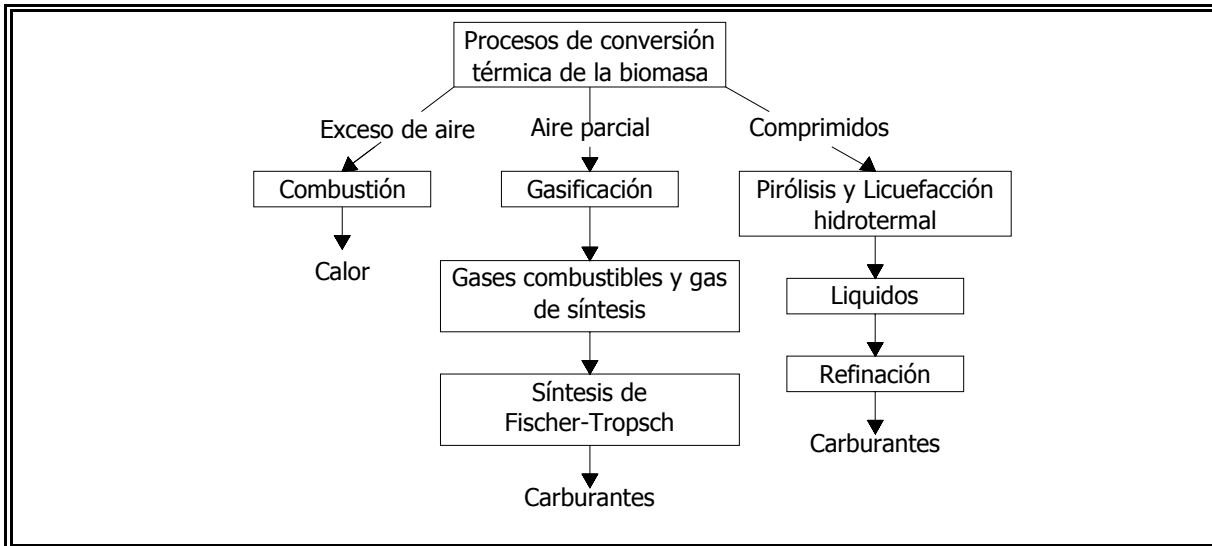 Procesos de conversión
térmica de la biomasa
Exceso de aire
Aire parcial
Comprimidos
Combustión
Gasificación
Pirólisis y Licuefacción
hidrotermal
Calor
Gases combustibles y gas
de síntesis
Liquidos
Síntesis de
Fischer-Tropsch
Refinación
Carburantes
Carburantes